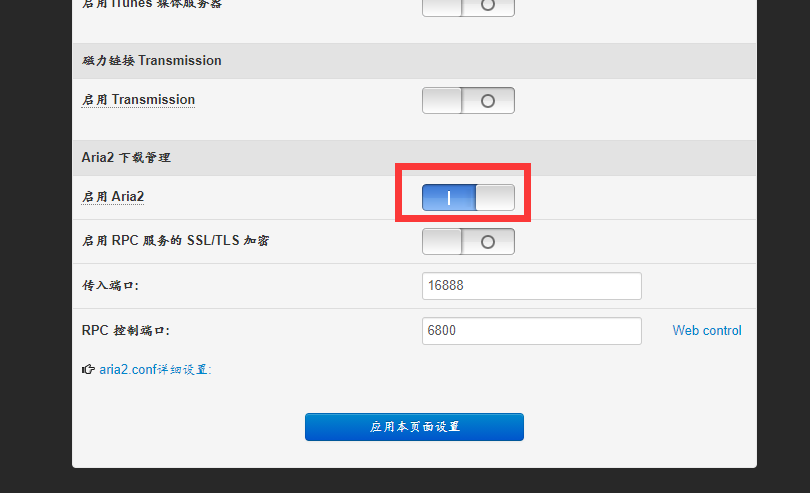 启用 iTunes 媒体服务器
磁力链接 Transmission
启用 Transmission
Aria2 下载管理
启用 Aria2
启用 RPC 服务的 SSL/TLS 加密
传入端口: 16888
RPC 控制端口: 6800 Web control
aria2.conf详细设置:
应用本页面设置